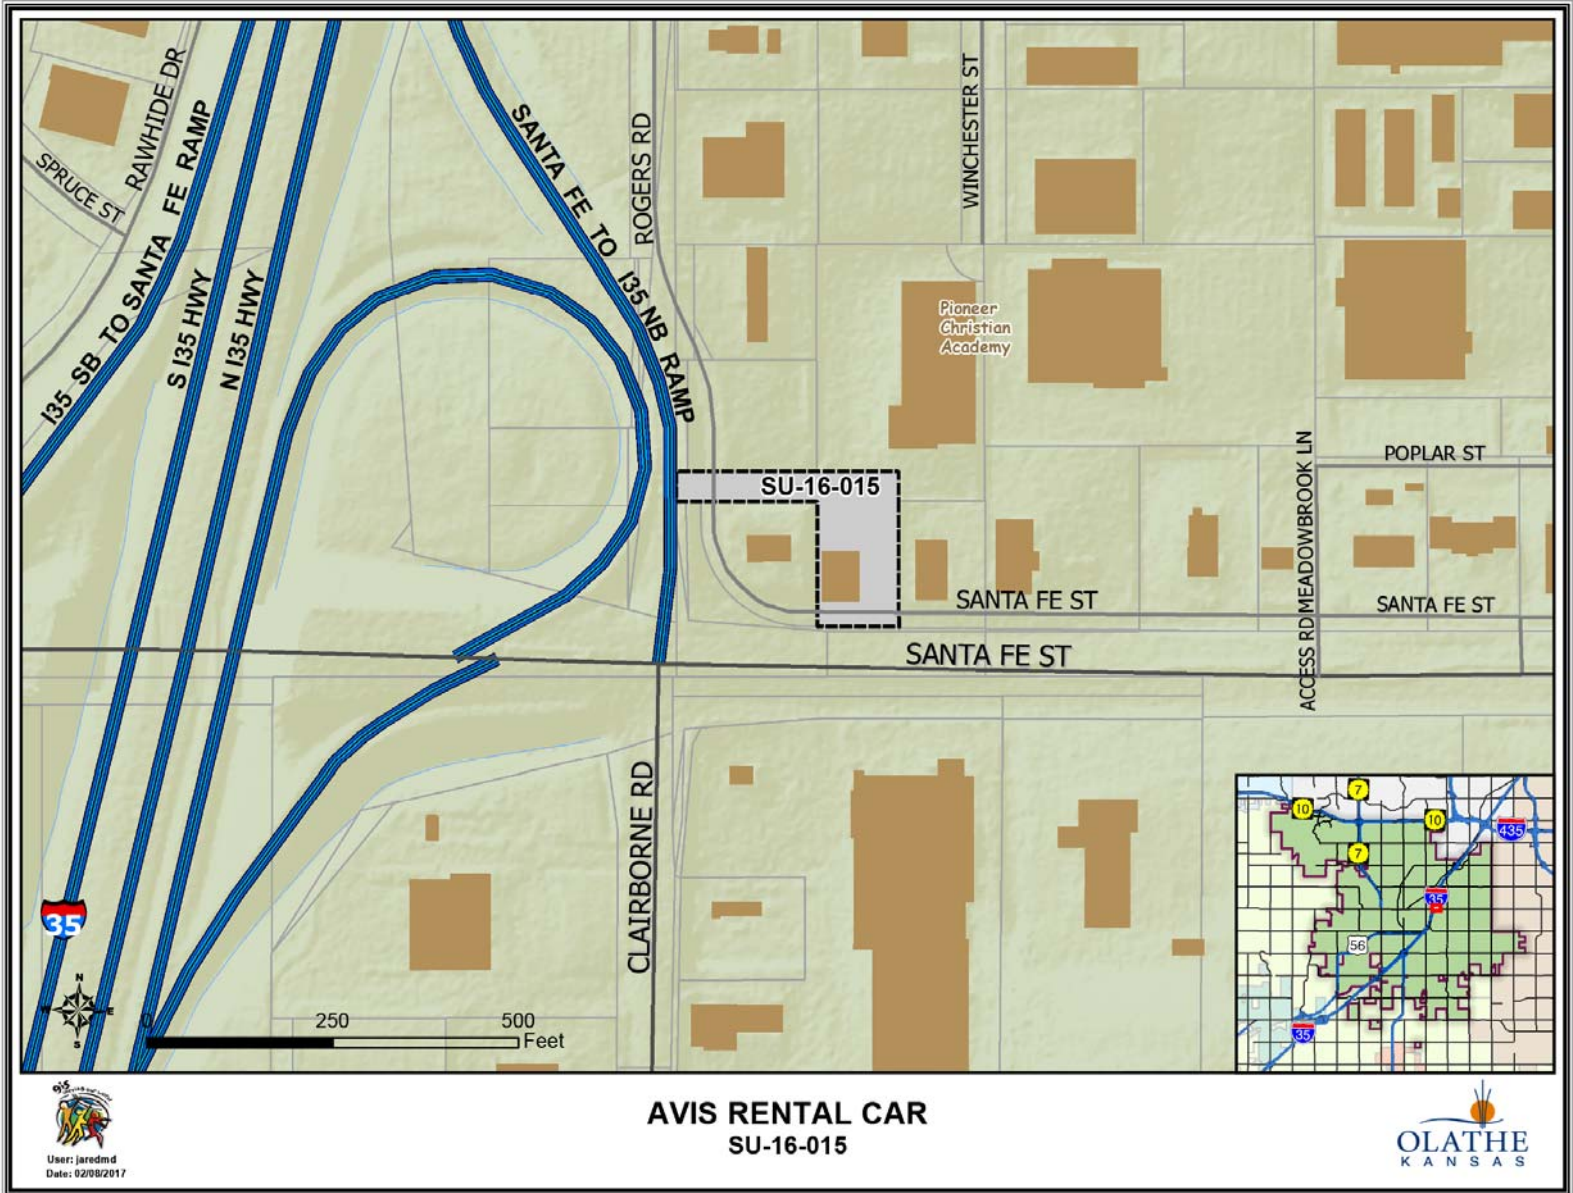 RAWHIDE DR
SPRUCE ST
I35 SB TO SANTA FE RAMP
S I35 HWY
N I35 HWY
SANTA FE TO I35 NB RAMP
ROGERS RD
WINCHESTER ST
Pioneer
Christian
Academy
SU-16-015
POPLAR ST
ACCESS RD MEADOWBROOK LN
SANTA FE ST
SANTA FE ST
SANTA FE ST
CLAIRBORNE RD
35
N
W E
S
0 250 500
Feet
7
10
10
435
7
35
56
35
gis
User: jaredmd
Date: 02/08/2017
AVIS RENTAL CAR
SU-16-015
OLATHE
KANSAS